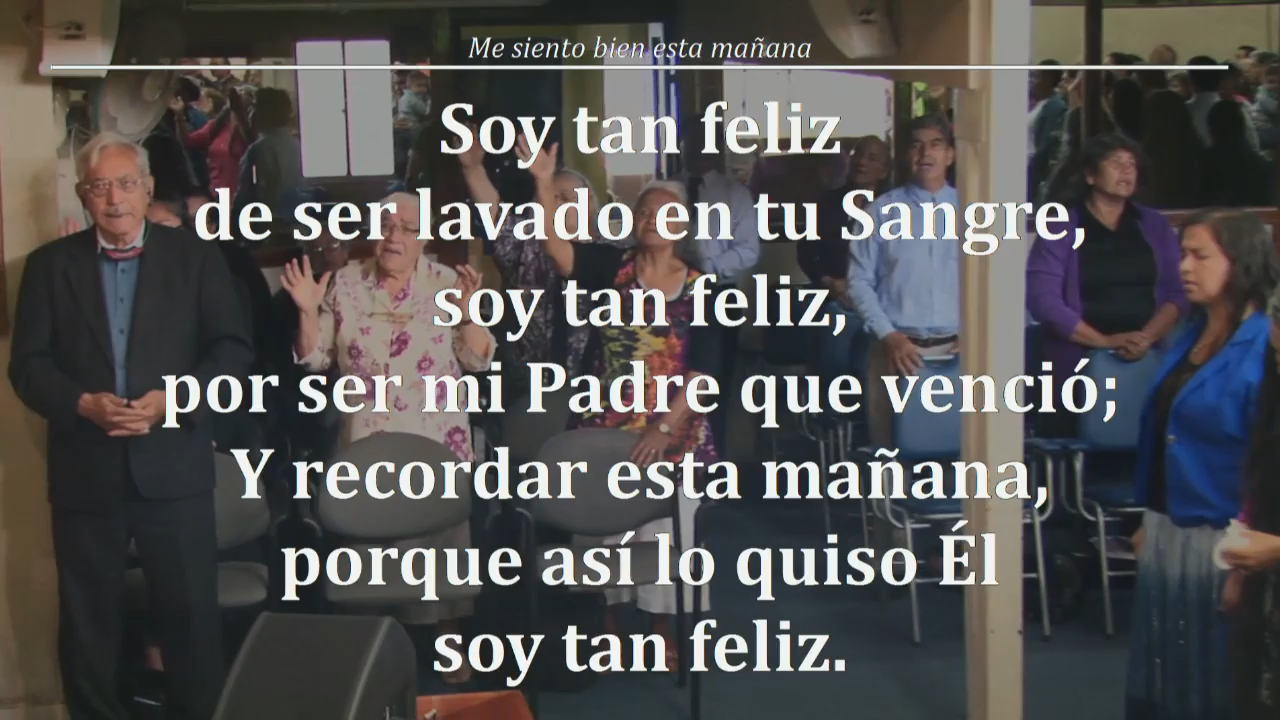 Me siento bien esta mañana
Soy tan feliz
de ser lavado en tu Sangre,
soy tan feliz,
por ser mi Padre que venció;
Y recordar esta mañana,
porque así lo quiso Él
soy tan feliz.